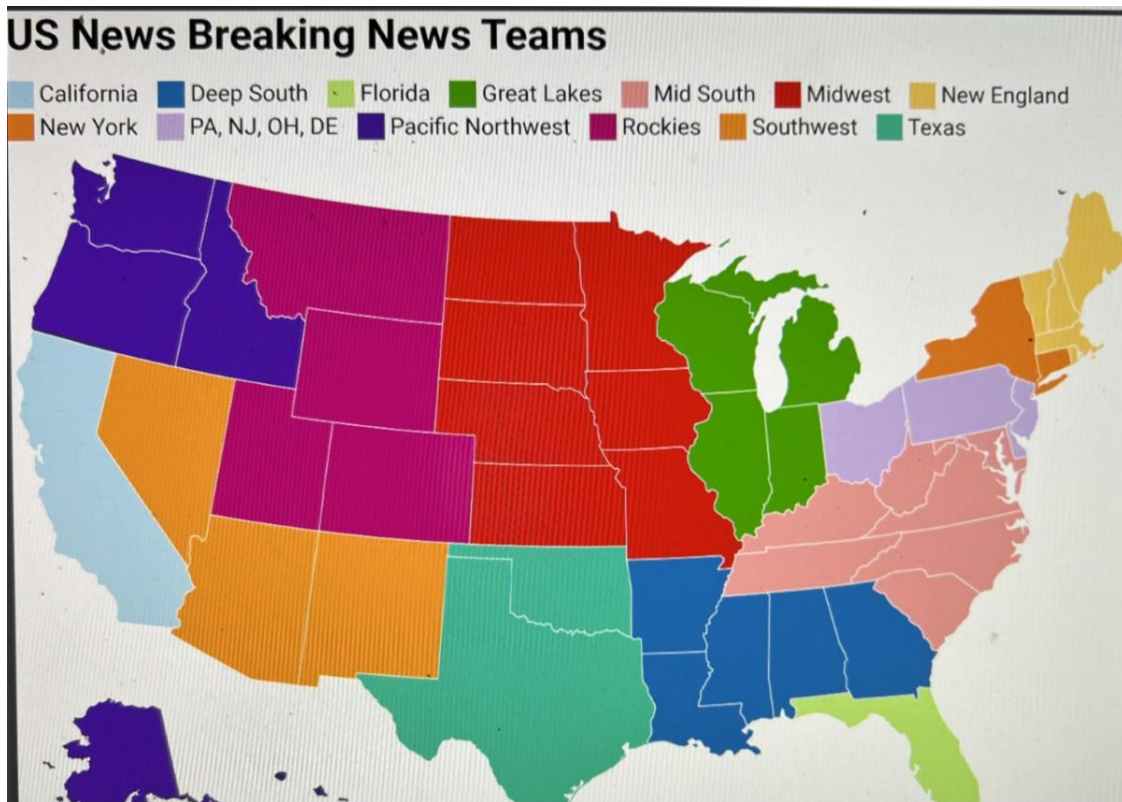 US News Breaking News Teams
California Deep South Florida Great Lakes Mid South Midwest New England
New York PA, NJ, OH, DE Pacific Northwest Rockies Southwest Texas